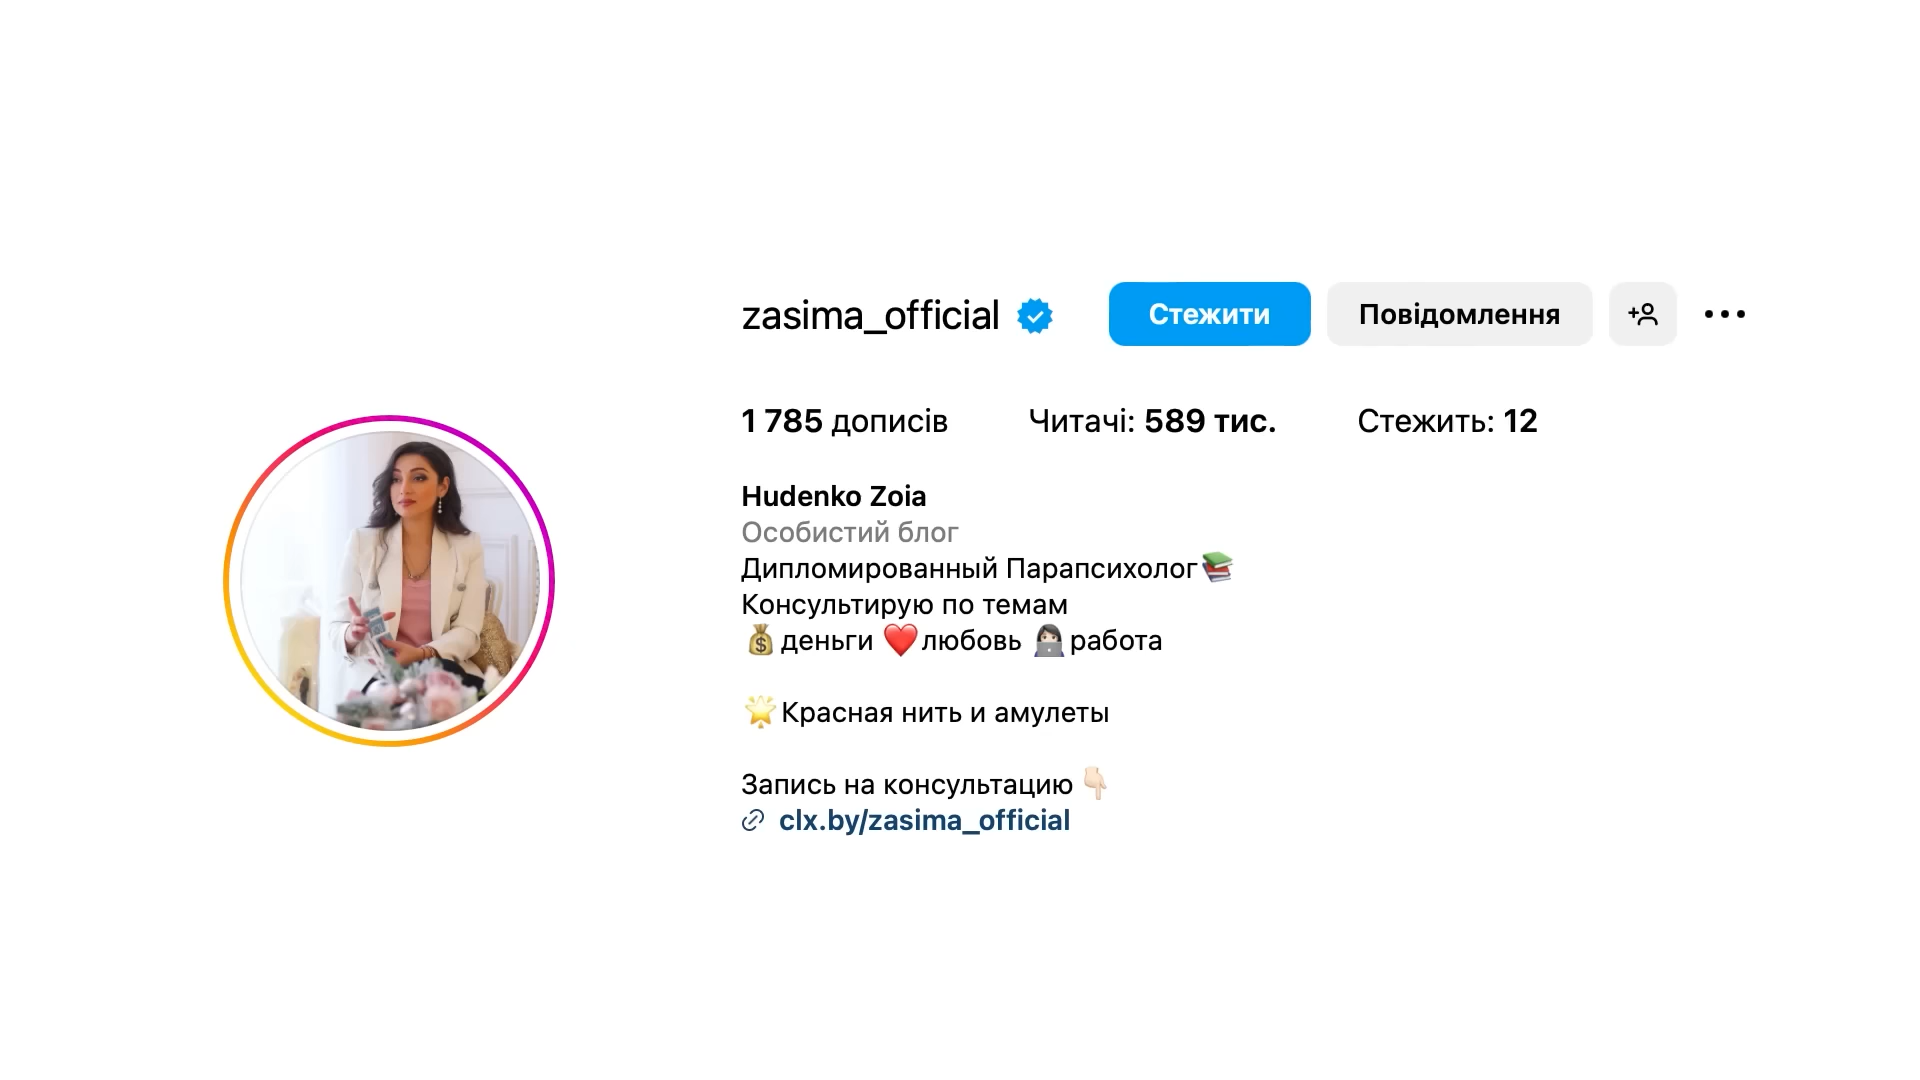 zasima_official Стежити Повідомлення
1 785 дописів Читачі: 589 тис. Стежить: 12
Hudenko Zoia
Особистий блог
Дипломированный Парапсихолог📚
Консультирую по темам
💰деньги ❤️любовь 👩🏻‍💻работа
🌟Красная нить и амулеты
Запись на консультацию 👇🏻
clx.by/zasima_official